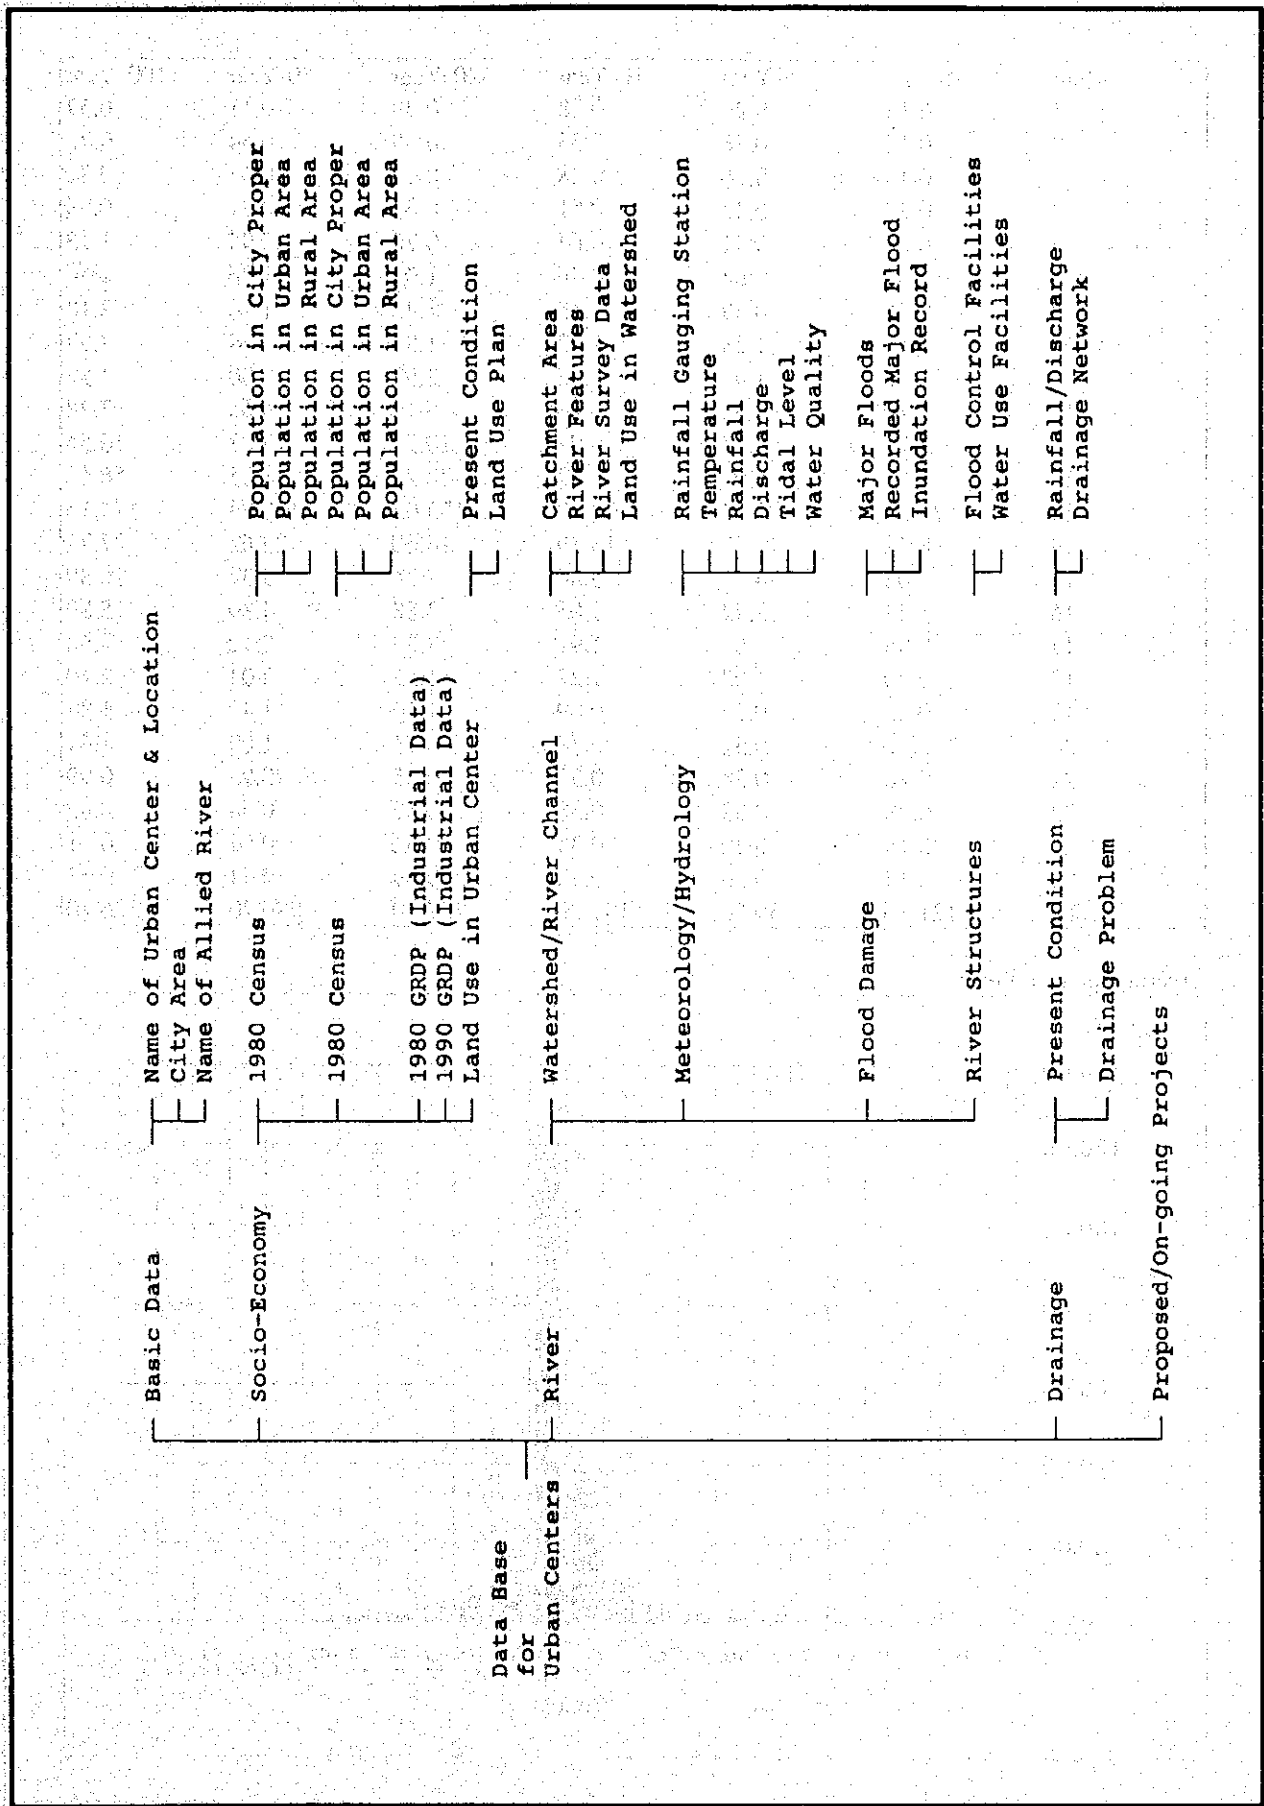 Data Base
for
Urban Centers
Basic Data
Name of Urban Center & Location
City Area
Name of Allied River
Socio-Economy
1980 Census
Population in City Proper
Population in Urban Area
Population in Rural Area
1980 Census
Population in City Proper
Population in Urban Area
Population in Rural Area
1980 GRDP (Industrial Data)
1990 GRDP (Industrial Data)
Land Use in Urban Center
Present Condition
Land Use Plan
River
Watershed/River Channel
Catchment Area
River Features
River Survey Data
Land Use in Watershed
Meteorology/Hydrology
Rainfall Gauging Station
Temperature
Rainfall
Discharge
Tidal Level
Water Quality
Flood Damage
Major Floods
Recorded Major Flood
Inundation Record
River Structures
Flood Control Facilities
Water Use Facilities
Drainage
Present Condition
Rainfall/Discharge
Drainage Network
Drainage Problem
Proposed/On-going Projects